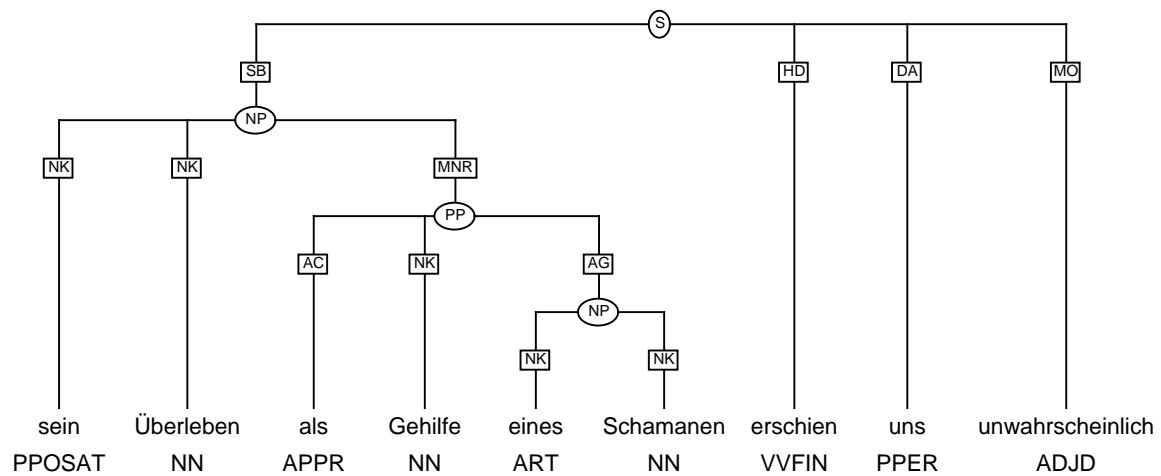 S
SB HD DA MO
NP
NK NK MNR
PP
AC NK AG
NP
NK NK
sein Überleben als Gehilfe eines Schamanen erschien uns unwahrscheinlich
PPOSAT NN APPR NN ART NN VVFIN PPER ADJD